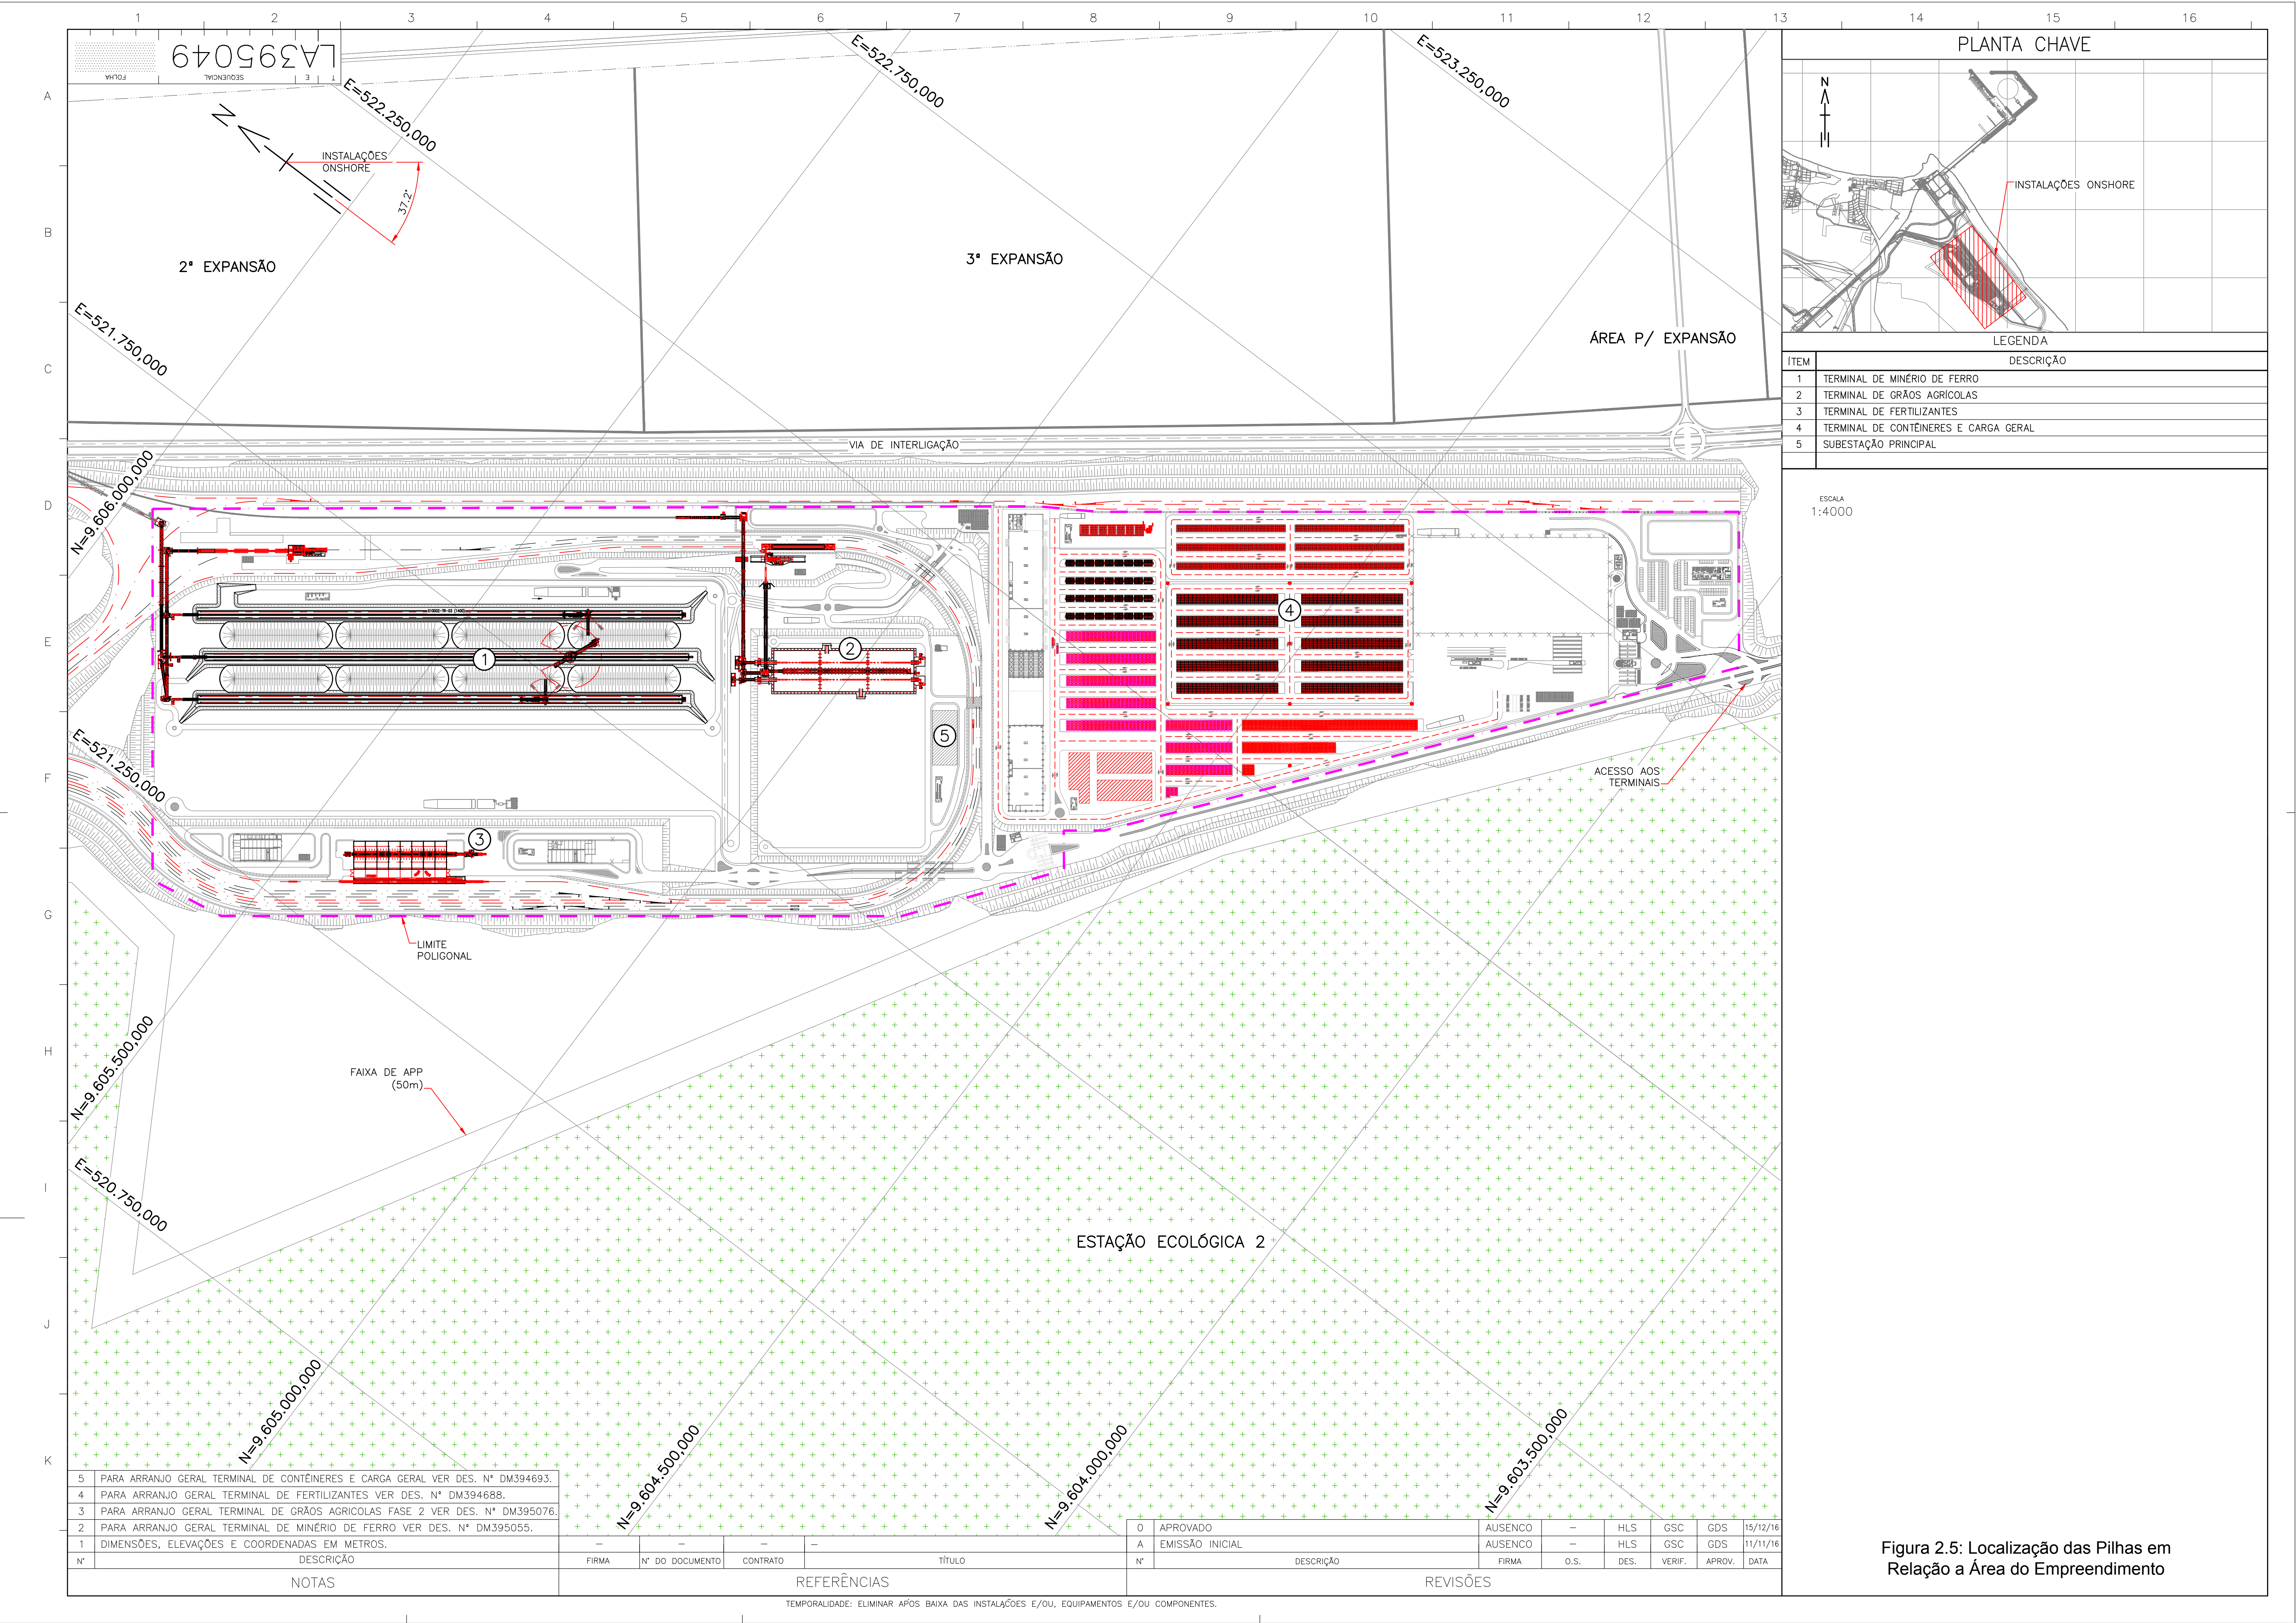 1 2 3 4 5 6 7 8 9 10 11 12 13 14 15 16
A
B
C
D
E
F
G
H
I
J
K
LA395049
FOLHA
SEQUENCIAL
E
T
N
INSTALAÇÕES
ONSHORE
37.2°
E=522.250,000
E=522.750,000
E=523.250,000
2ª EXPANSÃO
3ª EXPANSÃO
ÁREA P/ EXPANSÃO
E=521.750,000
VIA DE INTERLIGAÇÃO
N=9.606.000,000
1
2
3
4
5
E=521.250,000
ACESSO AOS
TERMINAIS
LIMITE
POLIGONAL
N=9.605.500,000
FAIXA DE APP
(50m)
E=520.750,000
ESTAÇÃO ECOLÓGICA 2
N=9.605.000,000
N=9.604.500,000
N=9.604.000,000
N=9.603.500,000
PLANTA CHAVE
N
INSTALAÇÕES ONSHORE
LEGENDA
ÍTEM DESCRIÇÃO
1 TERMINAL DE MINÉRIO DE FERRO
2 TERMINAL DE GRÃOS AGRÍCOLAS
3 TERMINAL DE FERTILIZANTES
4 TERMINAL DE CONTÊINERES E CARGA GERAL
5 SUBESTAÇÃO PRINCIPAL
ESCALA
1:4000
5 PARA ARRANJO GERAL TERMINAL DE CONTÊINERES E CARGA GERAL VER DES. N° DM394693.
4 PARA ARRANJO GERAL TERMINAL DE FERTILIZANTES VER DES. N° DM394688.
3 PARA ARRANJO GERAL TERMINAL DE GRÃOS AGRICOLAS FASE 2 VER DES. N° DM395076.
2 PARA ARRANJO GERAL TERMINAL DE MINÉRIO DE FERRO VER DES. N° DM395055.
1 DIMENSÕES, ELEVAÇÕES E COORDENADAS EM METROS.
N° DESCRIÇÃO
NOTAS
– – – –
FIRMA N° DO DOCUMENTO CONTRATO TÍTULO
REFERÊNCIAS
0 APROVADO AUSENCO – HLS GSC GDS 15/12/16
A EMISSÃO INICIAL AUSENCO – HLS GSC GDS 11/11/16
N° DESCRIÇÃO FIRMA O.S. DES. VERIF. APROV. DATA
REVISÕES
Figura 2.5: Localização das Pilhas em
Relação a Área do Empreendimento
TEMPORALIDADE: ELIMINAR APÓS BAIXA DAS INSTALAÇÕES E/OU, EQUIPAMENTOS E/OU COMPONENTES.